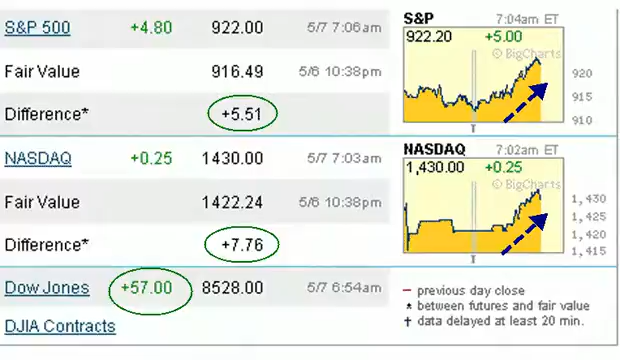 S&P 500 +4.80 922.00 5/7 7:06am
Fair Value 916.49 5/6 10:38pm
Difference* +5.51
NASDAQ +0.25 1430.00 5/7 7:03am
Fair Value 1422.24 5/6 10:38pm
Difference* +7.76
Dow Jones +57.00 8528.00 5/7 6:54am
DJIA Contracts
S&P 7:04am ET
922.20 +5.00
© BigCharts
920
915
910
T
NASDAQ 7:02am ET
1,430.00 +0.25
© BigCharts
1,430
1,425
1,420
1,415
T
— previous day close
* between futures and fair value
† data delayed at least 20 min.